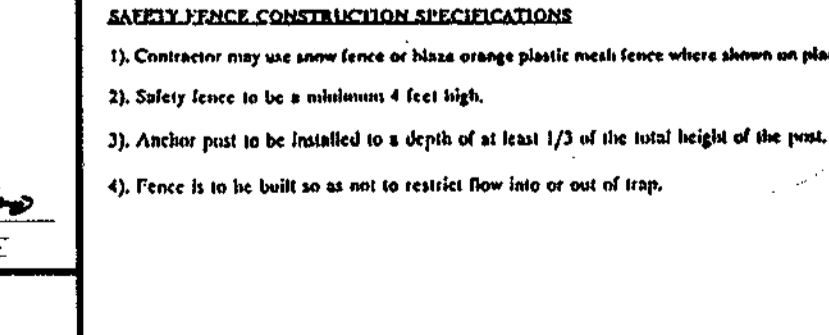 SAFETY FENCE CONSTRUCTION SPECIFICATIONS
1). Contractor may use snow fence or blaze orange plastic mesh fence where shown on pla
2). Safety fence to be a minimum 4 feet high.
3). Anchor post to be installed to a depth of at least 1/3 of the total height of the post.
4). Fence is to be built so as not to restrict flow into or out of trap.